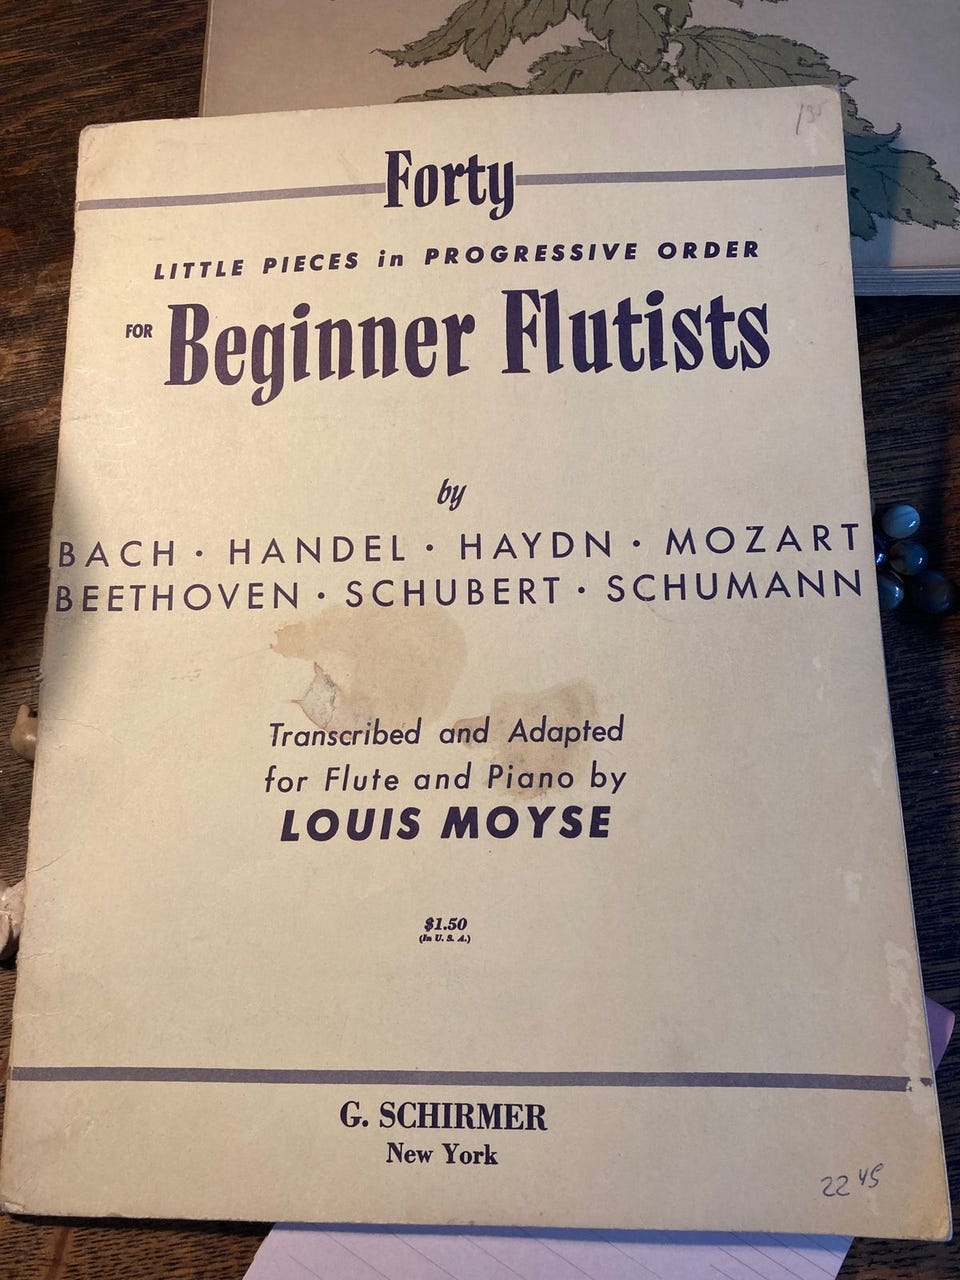 135
Forty
LITTLE PIECES in PROGRESSIVE ORDER
FOR Beginner Flutists
by
BACH · HANDEL · HAYDN · MOZART
BEETHOVEN · SCHUBERT · SCHUMANN
Transcribed and Adapted
for Flute and Piano by
LOUIS MOYSE
$1.50
(In U. S. A.)
G. SCHIRMER
New York
22 45